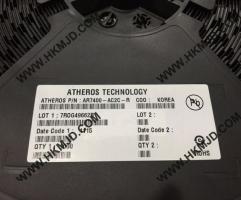 WWW.HKMJD.COM
ATHEROS TECHNOLOGY
ATHEROS P/N : AR7400-AC2C-R COO : KOREA
LOT 1 : LOT 2 :
Date Code 1 : Date Code 2 :
QTY 1 : QTY 2 :
Pb
RoHS